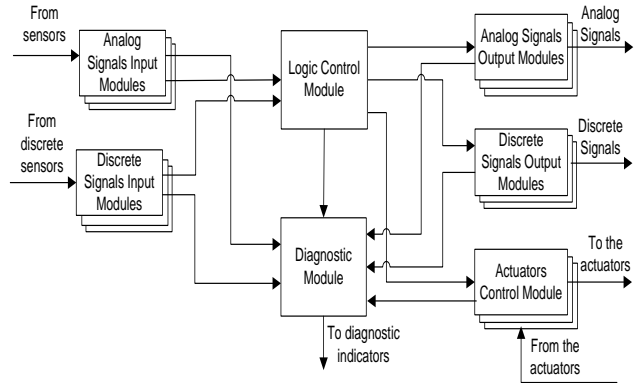 From
sensors
Analog
Signals Input
Modules
From
discrete
sensors
Discrete
Signals Input
Modules
Logic Control
Module
Diagnostic
Module
To diagnostic
indicators
Analog Signals
Output Modules
Analog
Signals
Discrete
Signals Output
Modules
Discrete
Signals
Actuators
Control Module
To the
actuators
From the
actuators